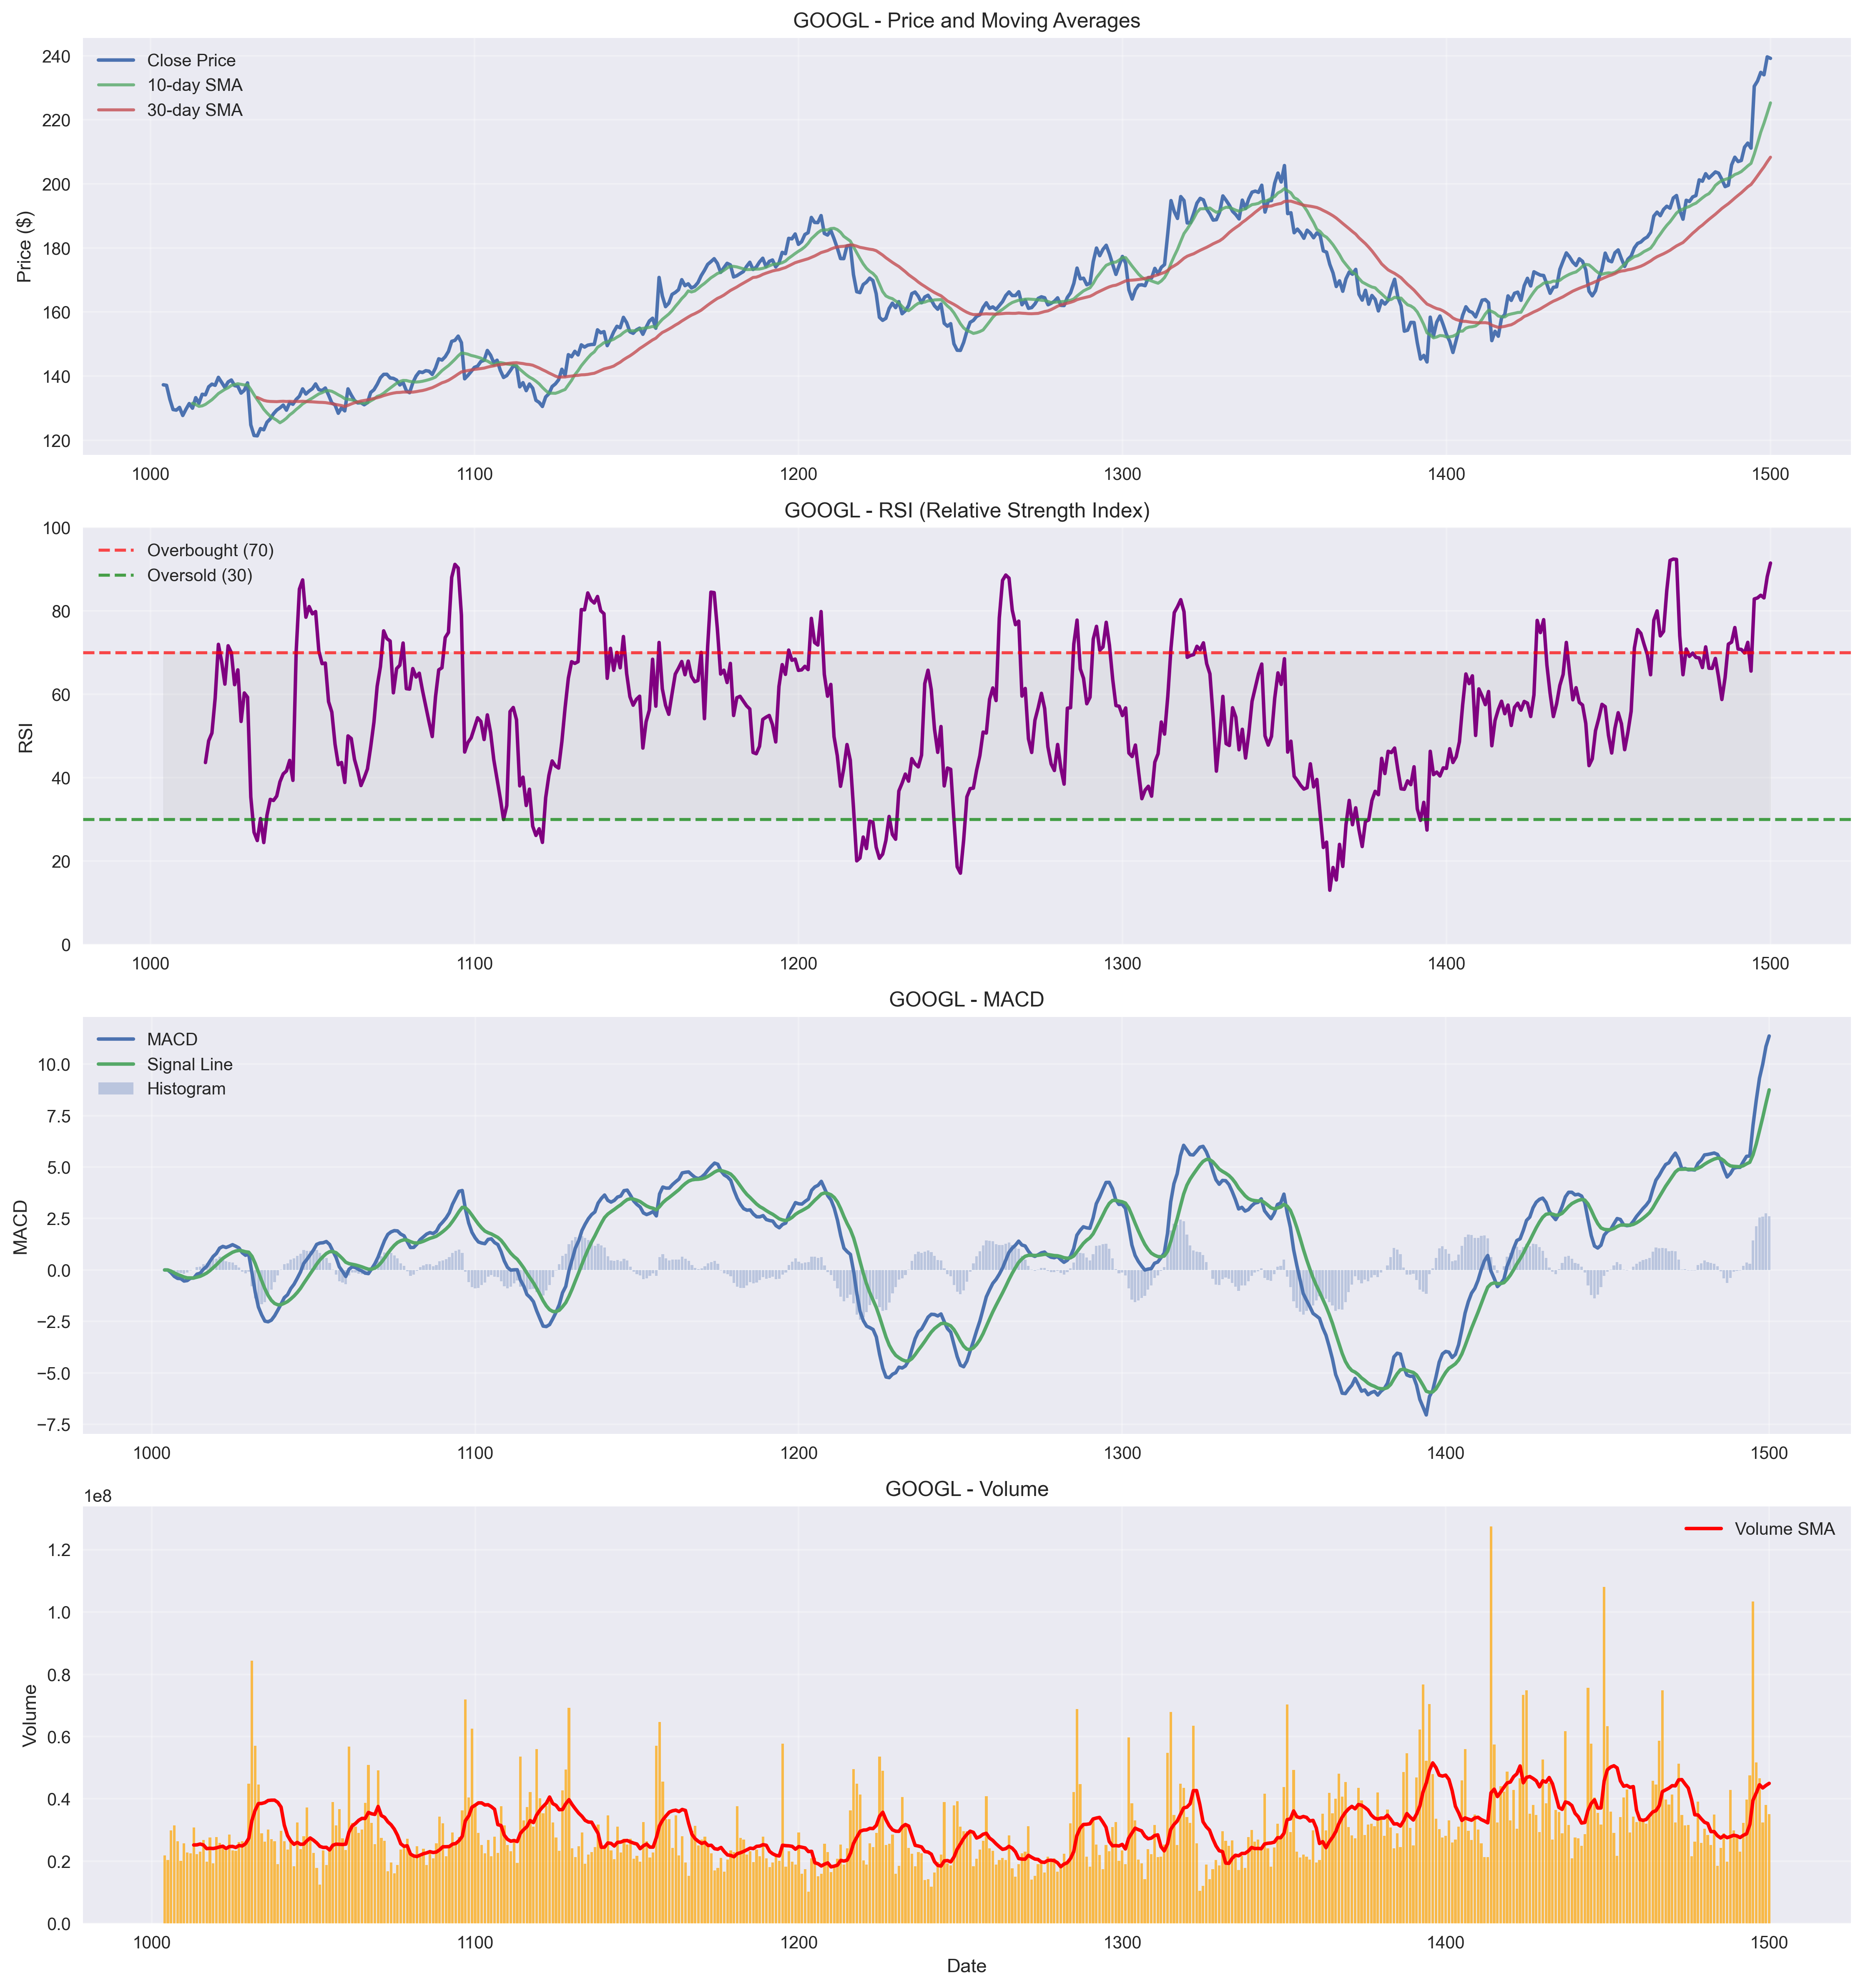 GOOGL - Price and Moving Averages
Close Price
10-day SMA
30-day SMA
Price ($)
240
220
200
180
160
140
120
1000 1100 1200 1300 1400 1500
GOOGL - RSI (Relative Strength Index)
Overbought (70)
Oversold (30)
RSI
100
80
60
40
20
0
1000 1100 1200 1300 1400 1500
GOOGL - MACD
MACD
Signal Line
Histogram
MACD
10.0
7.5
5.0
2.5
0.0
−2.5
−5.0
−7.5
1000 1100 1200 1300 1400 1500
GOOGL - Volume
1e8
Volume SMA
Volume
1.2
1.0
0.8
0.6
0.4
0.2
0.0
1000 1100 1200 1300 1400 1500
Date